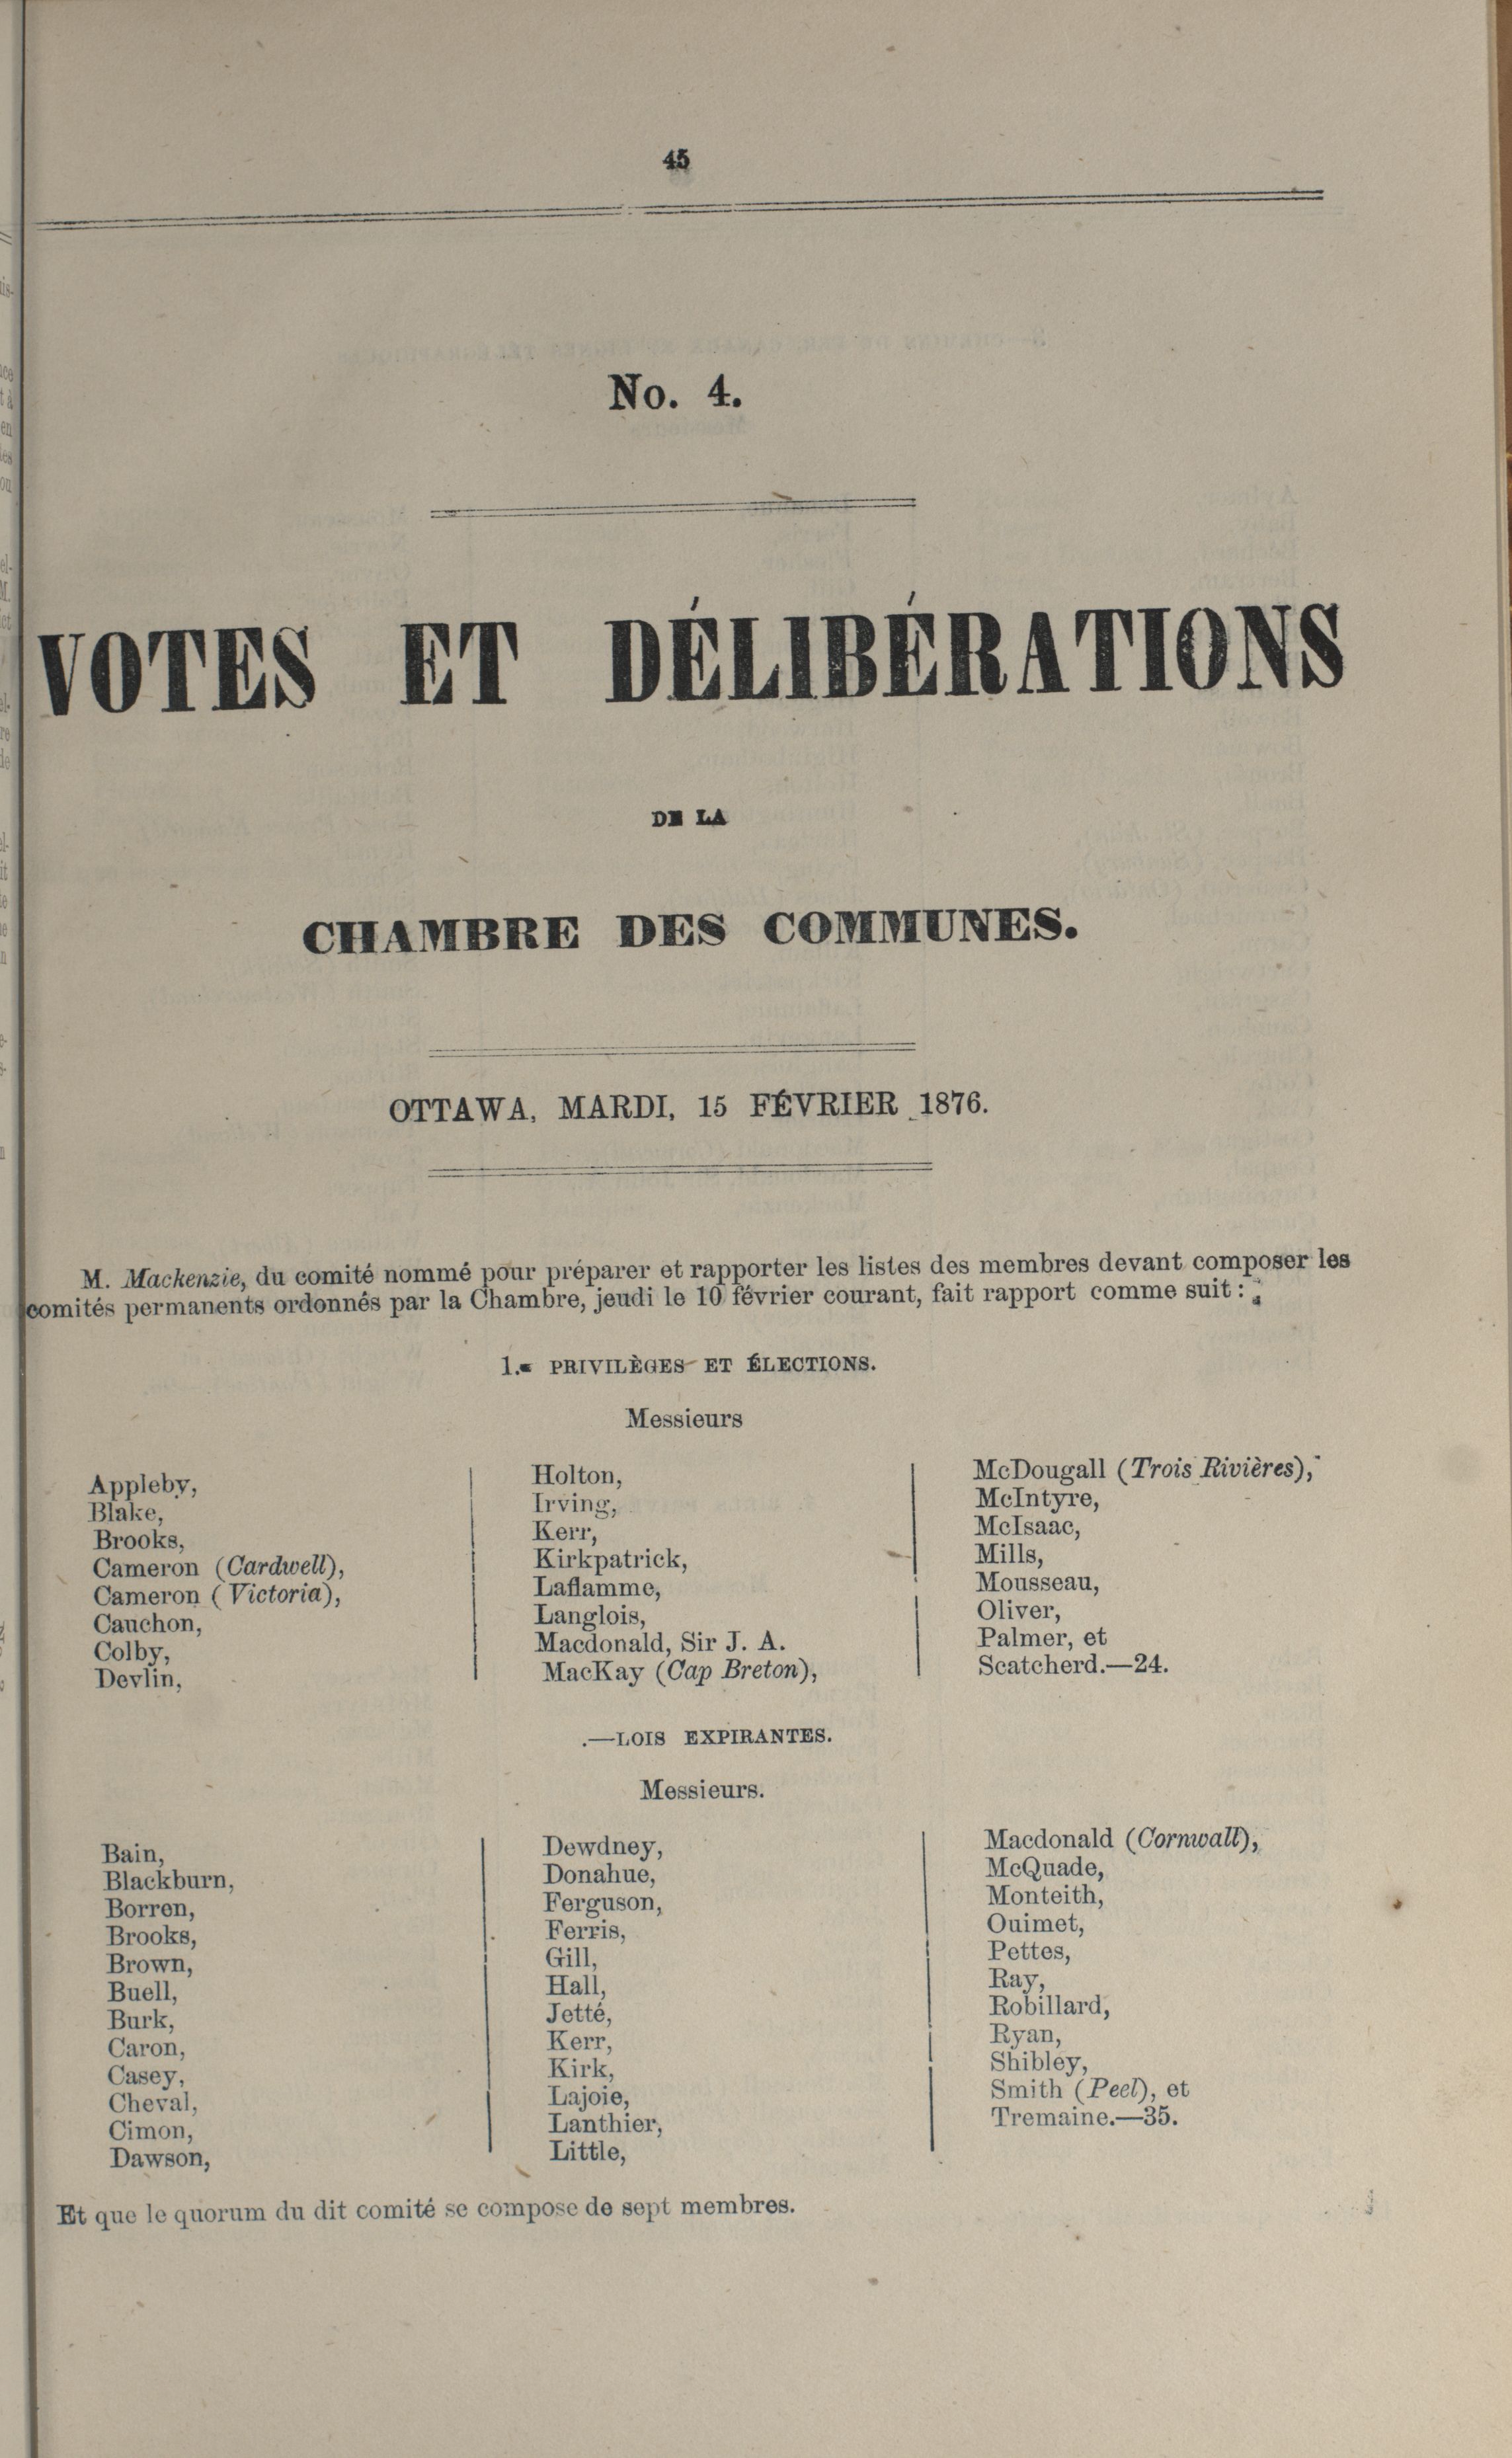 45
No. 4.
VOTES ET DÉLIBÉRATIONS
DE LA
CHAMBRE DES COMMUNES.
OTTAWA, MARDI, 15 FÉVRIER 1876.
M. Mackenzie, du comité nommé pour préparer et rapporter les listes des membres devant composer les
comités permanents ordonnés par la Chambre, jeudi le 10 février courant, fait rapport comme suit :
1.— PRIVILÈGES ET ÉLECTIONS.
Messieurs
Appleby,
Blake,
Brooks,
Cameron (Cardwell),
Cameron (Victoria),
Cauchon,
Colby,
Devlin,
Holton,
Irving,
Kerr,
Kirkpatrick,
Laflamme,
Langlois,
Macdonald, Sir J. A.
MacKay (Cap Breton),
McDougall (Trois Rivières),
McIntyre,
McIsaac,
Mills,
Mousseau,
Oliver,
Palmer, et
Scatcherd.—24.
.—LOIS EXPIRANTES.
Messieurs.
Bain,
Blackburn,
Borron,
Brooks,
Brown,
Buell,
Burk,
Caron,
Casey,
Cheval,
Cimon,
Dawson,
Dewdney,
Donahue,
Ferguson,
Ferris,
Gill,
Hall,
Jetté,
Kerr,
Kirk,
Lajoie,
Lanthier,
Little,
Macdonald (Cornwall),
McQuade,
Monteith,
Ouimet,
Pettes,
Ray,
Robillard,
Ryan,
Shibley,
Smith (Peel), et
Tremaine.—35.
Et que le quorum du dit comité se compose de sept membres.